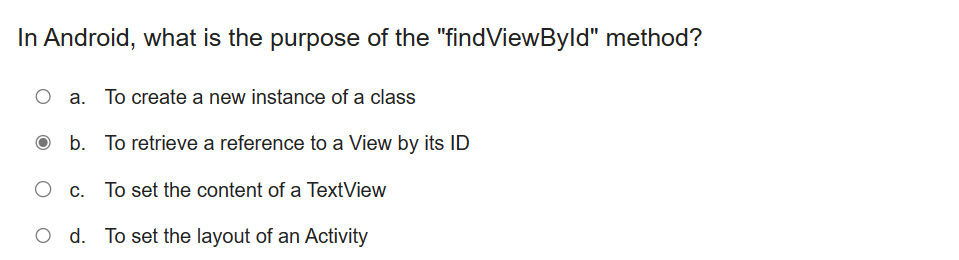 In Android, what is the purpose of the "findViewById" method?
a. To create a new instance of a class
b. To retrieve a reference to a View by its ID
c. To set the content of a TextView
d. To set the layout of an Activity